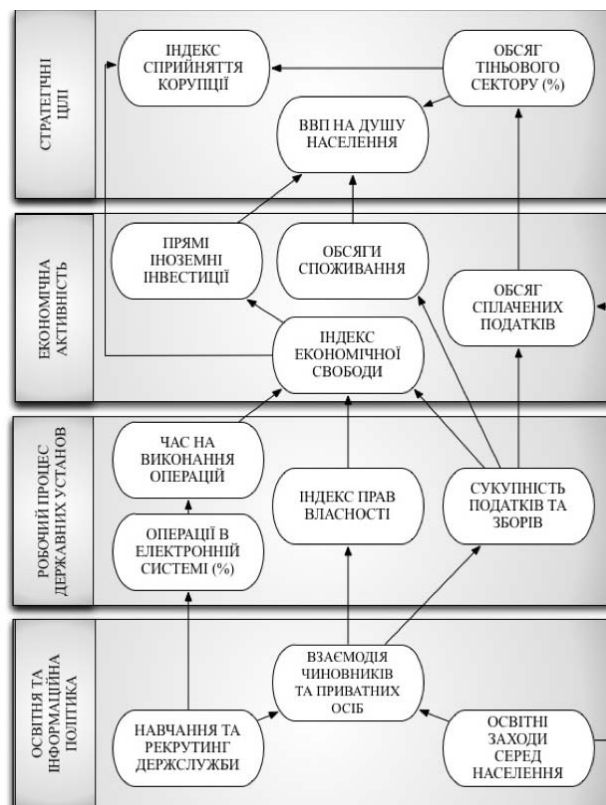 СТРАТЕГІЧНІ
ЦІЛІ
ІНДЕКС
СПРИЙНЯТТЯ
КОРУПЦІЇ
ОБСЯГ
ТІНЬОВОГО
СЕКТОРУ (%)
ВВП НА ДУШУ
НАСЕЛЕННЯ
ЕКОНОМІЧНА
АКТИВНІСТЬ
ПРЯМІ
ІНОЗЕМНІ
ІНВЕСТИЦІЇ
ОБСЯГИ
СПОЖИВАННЯ
ОБСЯГ
СПЛАЧЕНИХ
ПОДАТКІВ
ІНДЕКС
ЕКОНОМІЧНОЇ
СВОБОДИ
РОБОЧИЙ ПРОЦЕС
ДЕРЖАВНИХ УСТАНОВ
ЧАС НА
ВИКОНАННЯ
ОПЕРАЦІЙ
ІНДЕКС ПРАВ
ВЛАСНОСТІ
СУКУПНІСТЬ
ПОДАТКІВ ТА
ЗБОРІВ
ОПЕРАЦІЇ В
ЕЛЕКТРОННІЙ
СИСТЕМІ (%)
ОСВІТНЯ ТА
ІНФОРМАЦІЙНА
ПОЛІТИКА
ВЗАЄМОДІЯ
ЧИНОВНИКІВ
ТА ПРИВАТНИХ
ОСІБ
НАВЧАННЯ ТА
РЕКРУТИНГ
ДЕРЖСЛУЖБИ
ОСВІТНІ
ЗАХОДИ
СЕРЕД
НАСЕЛЕННЯ